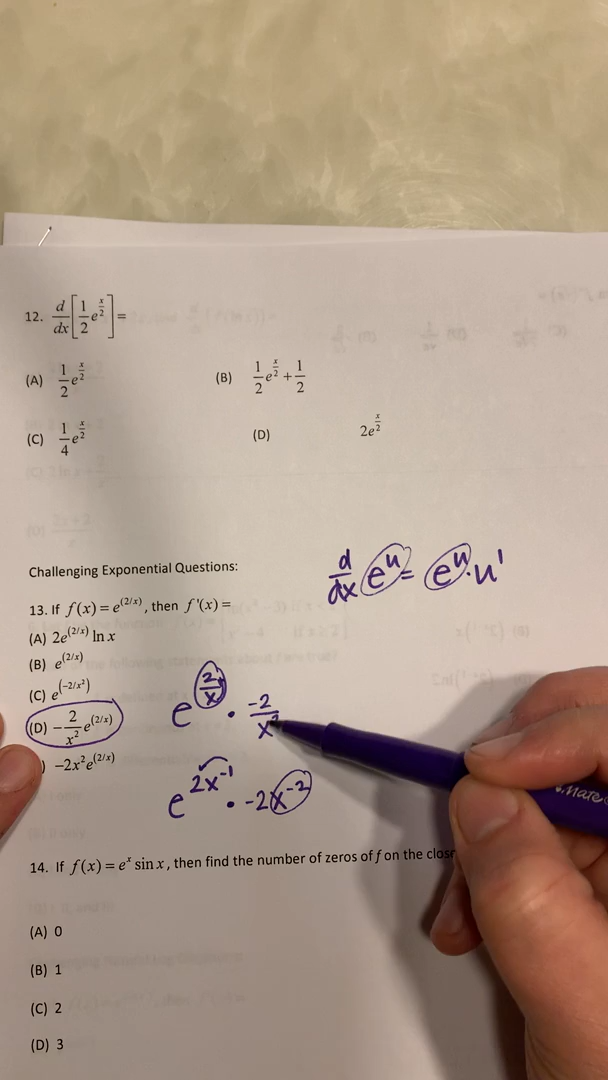 12. d/dx [1/2 e^(x/2)] =
(A) 1/2 e^(x/2) (B) 1/2 e^(x/2) + 1/2
(C) 1/4 e^(x/2) (D) 2e^(x/2)
Challenging Exponential Questions:
d/dx e^u = e^u · u'
13. If f(x) = e^(2/x), then f'(x) =
(A) 2e^(2/x) ln x
(B) e^(2/x)
(C) e^(-2/x²)
(D) -2/x² e^(2/x)
) -2x²e^(2/x)
e^(2/x) · -2/x²
e^(2x^-1) · -2x^-2
14. If f(x) = e^x sin x, then find the number of zeros of f on the
(A) 0
(B) 1
(C) 2
(D) 3